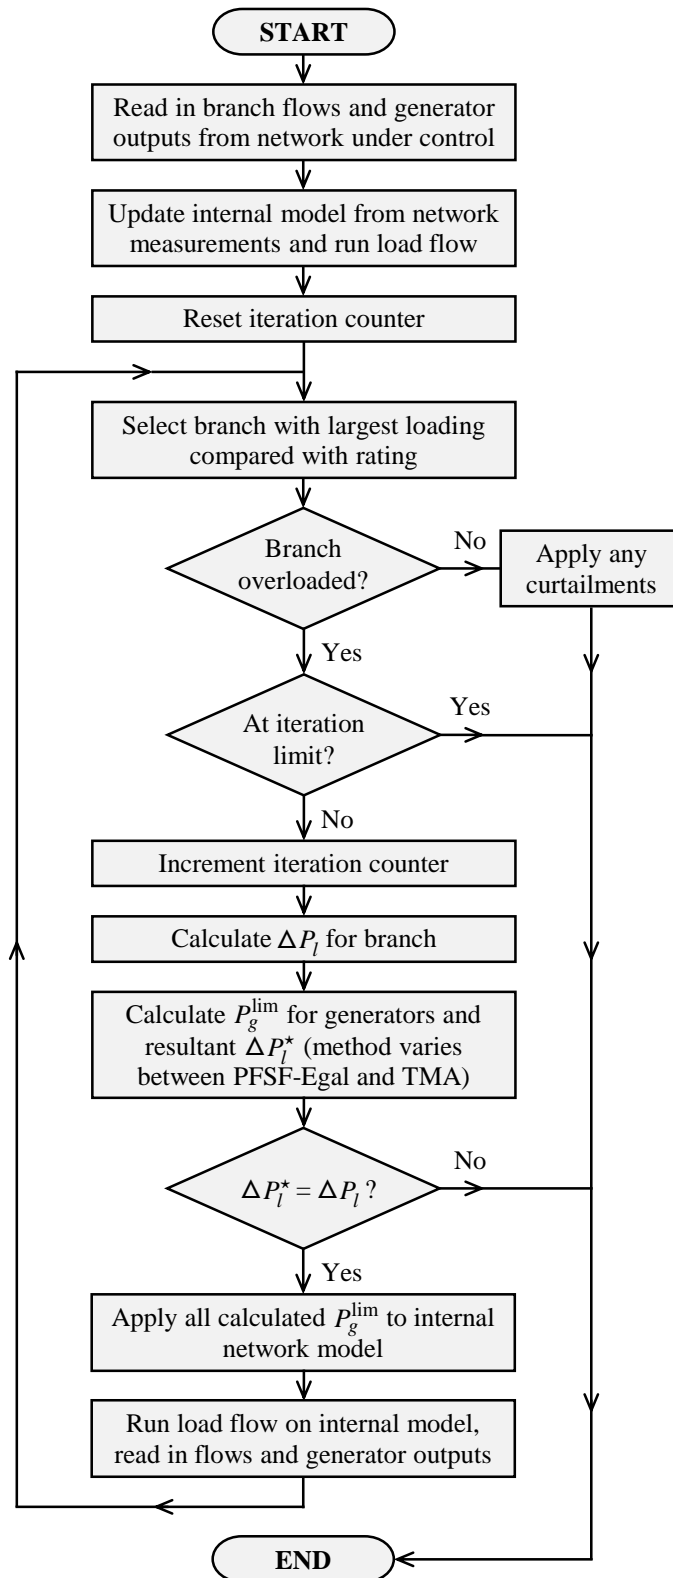 START
Read in branch flows and generator
outputs from network under control
Update internal model from network
measurements and run load flow
Reset iteration counter
Select branch with largest loading
compared with rating
Branch
overloaded?
No
Apply any
curtailments
Yes
At iteration
limit?
Yes
No
Increment iteration counter
Calculate △P_l for branch
Calculate P_g^lim for generators and
resultant △P_l^⋆ (method varies
between PFSF-Egal and TMA)
△P_l^⋆ = △P_l ?
No
Yes
Apply all calculated P_g^lim to internal
network model
Run load flow on internal model,
read in flows and generator outputs
END